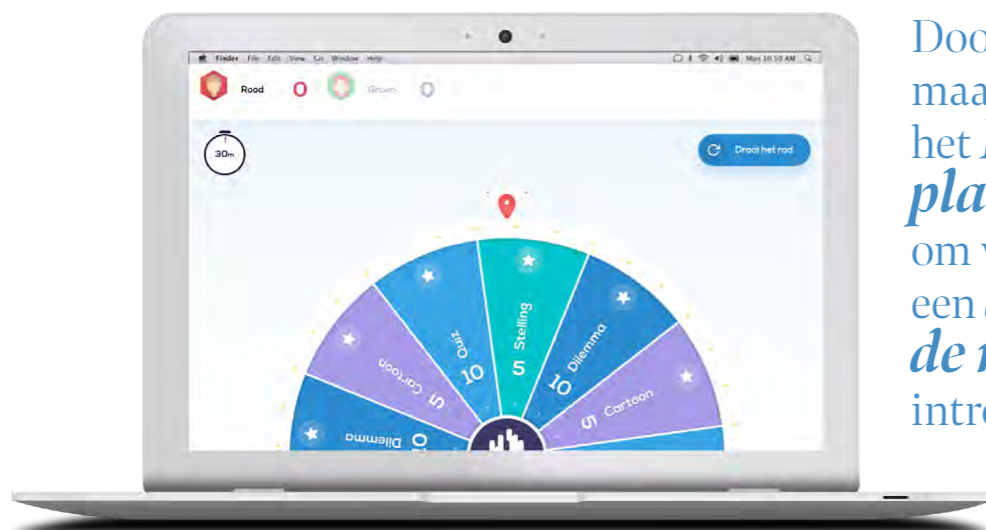 Finder File Edit View Go Window Help
Mon 10:50 AM
Rood 0 Groen 0
30m
Draai het rad
Dilemma 10
Cartoon 5
Quiz 10
Stelling 5
Dilemma 10
Cartoon 5
Doo
maa
het
pla
om v
een
de
intr